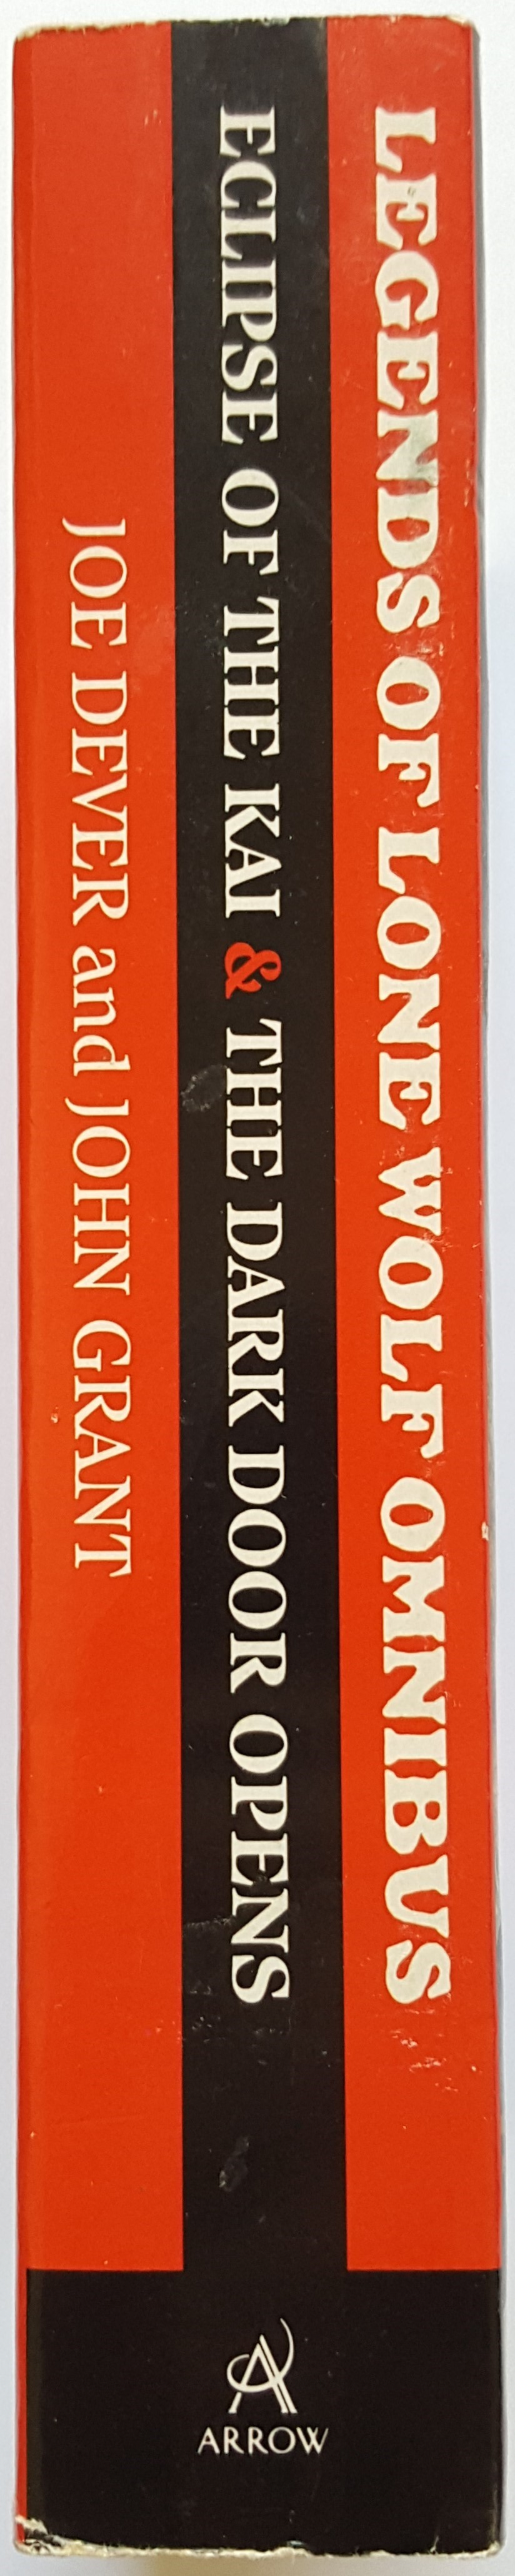 LEGENDS OF LONE WOLF OMNIBUS
ECLIPSE OF THE KAI & THE DARK DOOR OPENS
JOE DEVER and JOHN GRANT
A
ARROW